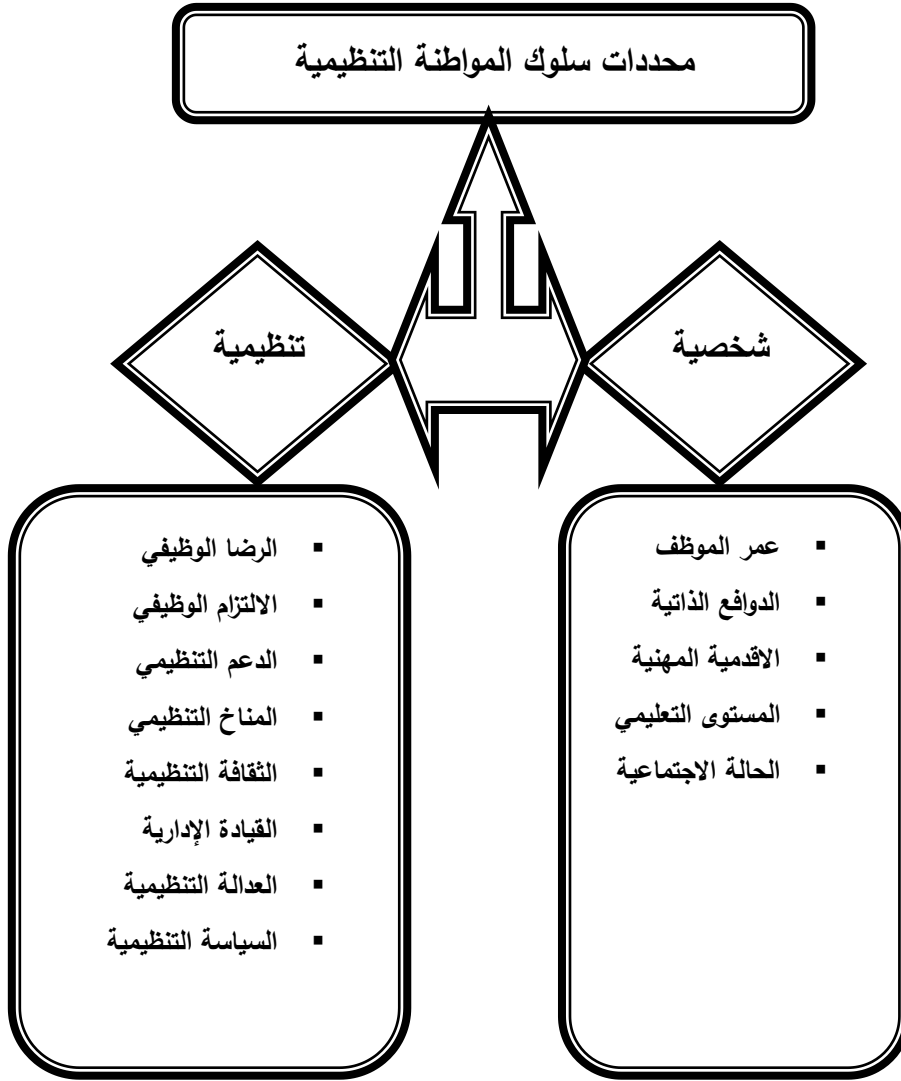 محددات سلوك المواطنة التنظيمية
شخصية
تنظيمية
▪ عمر الموظف
▪ الدوافع الذاتية
▪ الاقدمية المهنية
▪ المستوى التعليمي
▪ الحالة الاجتماعية
▪ الرضا الوظيفي
▪ الالتزام الوظيفي
▪ الدعم التنظيمي
▪ المناخ التنظيمي
▪ الثقافة التنظيمية
▪ القيادة الإدارية
▪ العدالة التنظيمية
▪ السياسة التنظيمية